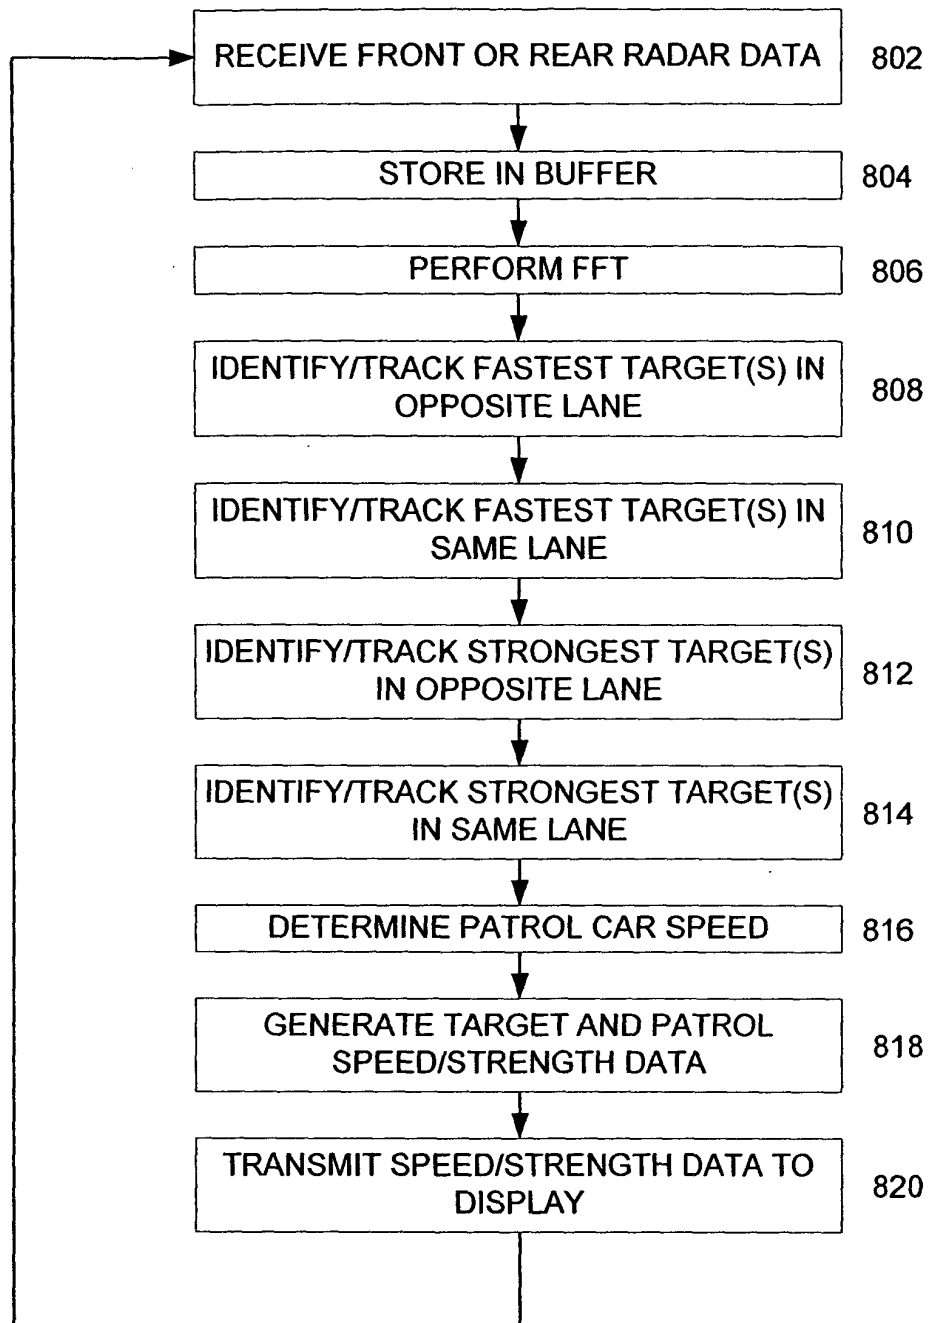 RECEIVE FRONT OR REAR RADAR DATA 802
STORE IN BUFFER 804
PERFORM FFT 806
IDENTIFY/TRACK FASTEST TARGET(S) IN
OPPOSITE LANE 808
IDENTIFY/TRACK FASTEST TARGET(S) IN
SAME LANE 810
IDENTIFY/TRACK STRONGEST TARGET(S)
IN OPPOSITE LANE 812
IDENTIFY/TRACK STRONGEST TARGET(S)
IN SAME LANE 814
DETERMINE PATROL CAR SPEED 816
GENERATE TARGET AND PATROL
SPEED/STRENGTH DATA 818
TRANSMIT SPEED/STRENGTH DATA TO
DISPLAY 820